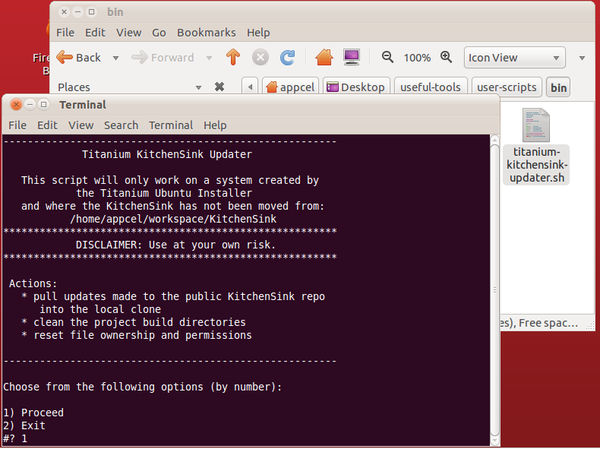 bin
File Edit View Go Bookmarks Help
Back Forward 100% Icon View
Places appcel Desktop useful-tools user-scripts bin
Terminal
File Edit View Search Terminal Help
-------------------------------------------------------
Titanium KitchenSink Updater
This script will only work on a system created by
the Titanium Ubuntu Installer
and where the KitchenSink has not been moved from:
/home/appcel/workspace/KitchenSink
*******************************************************
DISCLAIMER: Use at your own risk.
*******************************************************
Actions:
* pull updates made to the public KitchenSink repo
into the local clone
* clean the project build directories
* reset file ownership and permissions
-------------------------------------------------------
Choose from the following options (by number):
1) Proceed
2) Exit
#? 1
titanium-
kitchensink-
updater.sh
es), Free spac...